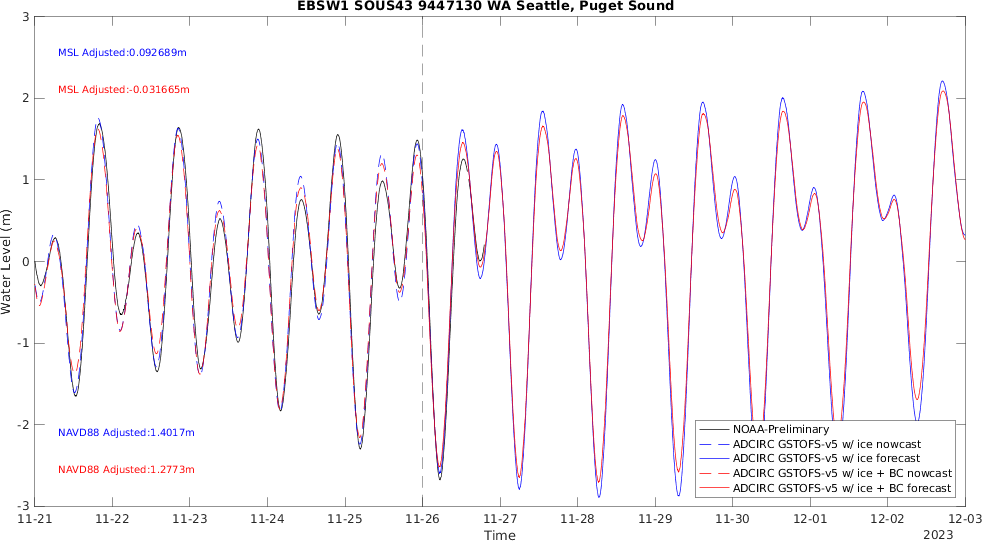 EBSW1 SOUS43 9447130 WA Seattle, Puget Sound
3
MSL Adjusted:0.092689m
MSL Adjusted:-0.031665m
2
1
0
Water Level (m)
-1
-2
NAVD88 Adjusted:1.4017m
NAVD88 Adjusted:1.2773m
-3
NOAA-Preliminary
ADCIRC GSTOFS-v5 w/ ice nowcast
ADCIRC GSTOFS-v5 w/ ice forecast
ADCIRC GSTOFS-v5 w/ ice + BC nowcast
ADCIRC GSTOFS-v5 w/ ice + BC forecast
11-21 11-22 11-23 11-24 11-25 11-26 11-27 11-28 11-29 11-30 12-01 12-02 12-03
Time
2023